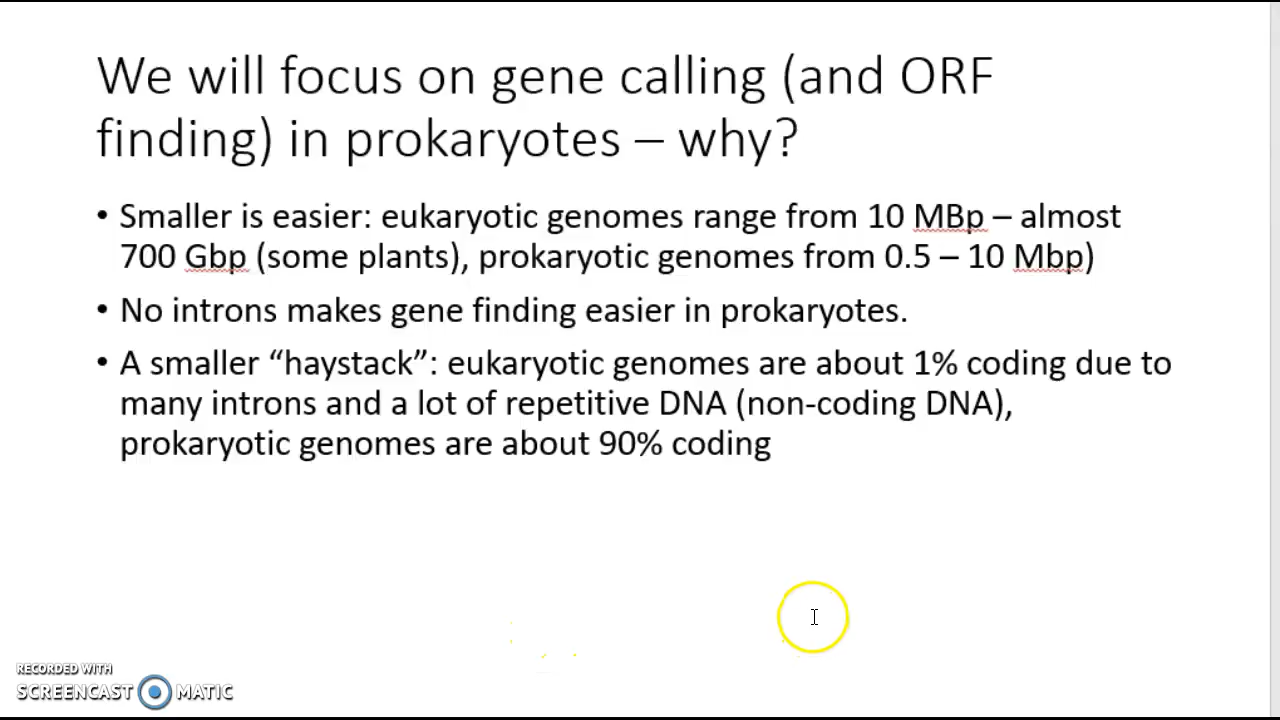 We will focus on gene calling (and ORF
finding) in prokaryotes – why?
• Smaller is easier: eukaryotic genomes range from 10 MBp – almost
700 Gbp (some plants), prokaryotic genomes from 0.5 – 10 Mbp)
• No introns makes gene finding easier in prokaryotes.
• A smaller “haystack”: eukaryotic genomes are about 1% coding due to
many introns and a lot of repetitive DNA (non-coding DNA),
prokaryotic genomes are about 90% coding
RECORDED WITH
SCREENCAST MATIC